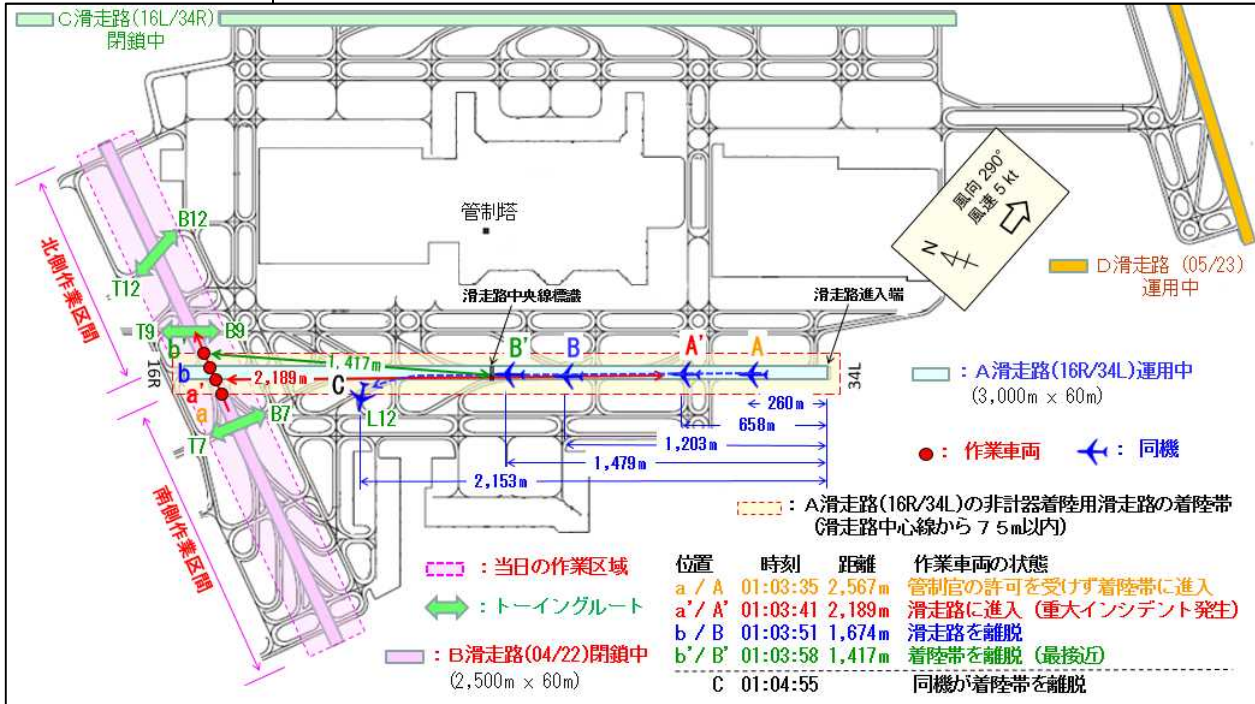 C滑走路(16L/34R)
閉鎖中
管制塔
風向 290°
風速 5 kt
N
D滑走路 (05/23)
運用中
北側作業区間
B12
T12
滑走路中央線標識
滑走路進入端
T9
B9
16R
b'
b
a'
a
1,417m
2,189m
C
B'
B
A'
A
34L
260m
658m
1,203m
1,479m
2,153m
L12
B7
T7
南側作業区間
：A滑走路(16R/34L)運用中
(3,000m x 60m)
：作業車両
：同機
：A滑走路(16R/34L)の非計器着陸用滑走路の着陸帯
(滑走路中心線から７５m以内)
：当日の作業区域
：トーイングルート
：B滑走路(04/22)閉鎖中
(2,500m x 60m)
位置 時刻 距離 作業車両の状態
a / A 01:03:35 2,567m 管制官の許可を受けず着陸帯に進入
a'/ A' 01:03:41 2,189m 滑走路に進入 (重大インシデント発生)
b / B 01:03:51 1,674m 滑走路を離脱
b'/ B' 01:03:58 1,417m 着陸帯を離脱 (最接近)
C 01:04:55 同機が着陸帯を離脱